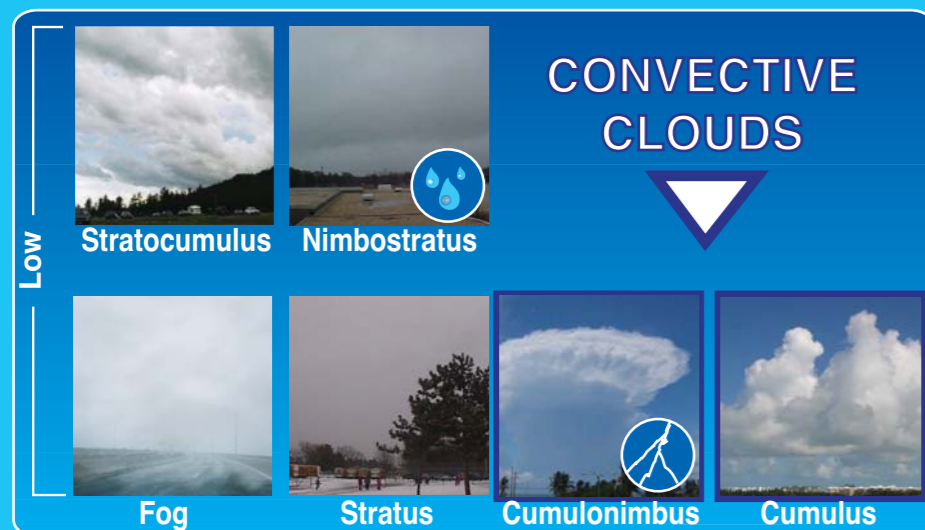 CONVECTIVE
CLOUDS
Low
Stratocumulus
Nimbostratus
Fog
Stratus
Cumulonimbus
Cumulus